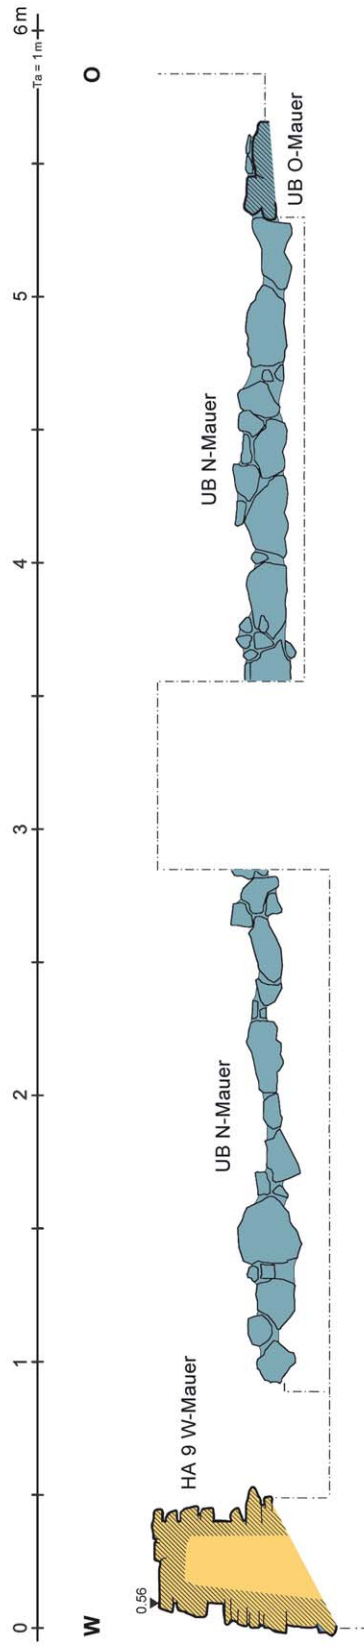 0 1 2 3 4 5 6 m
Ta = 1m
W O
0.56
HA 9 W-Mauer
UB N-Mauer
UB N-Mauer
UB O-Mauer